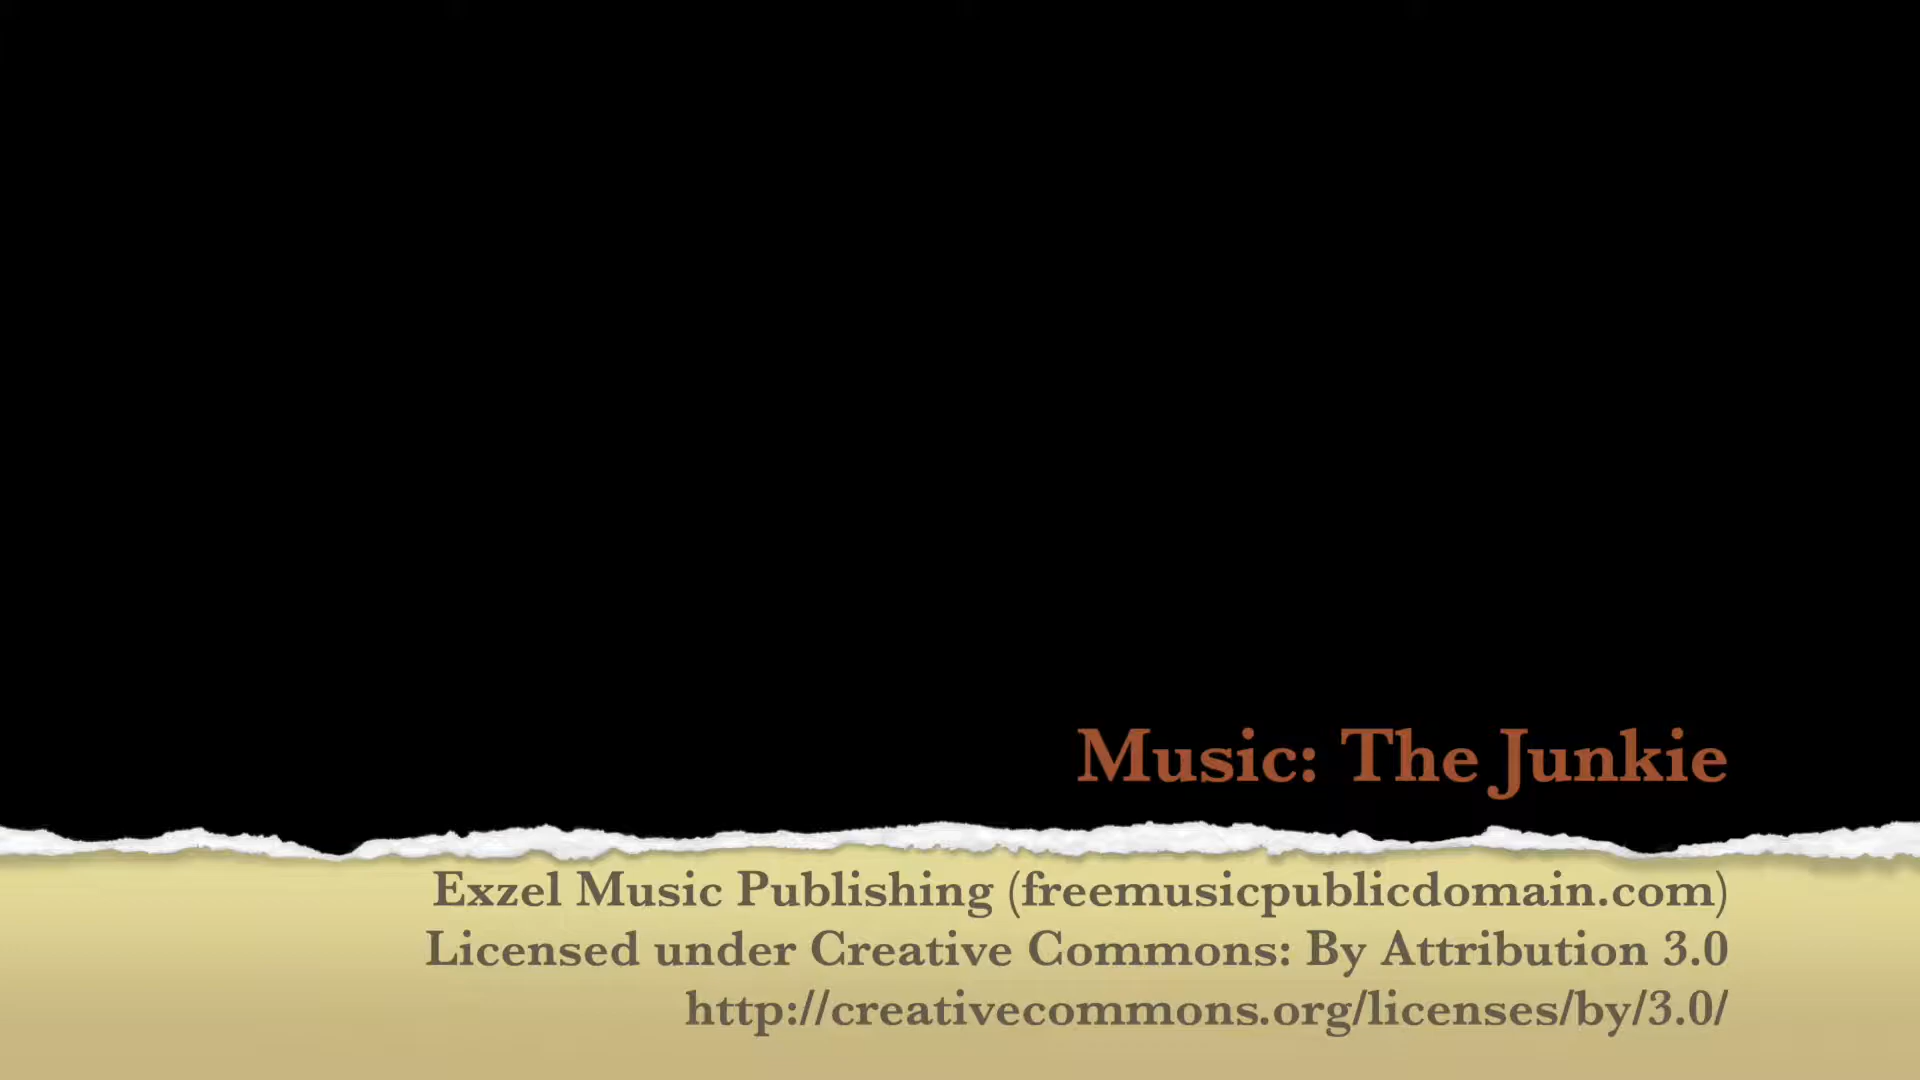 Music: The Junkie
Exzel Music Publishing (freemusicpublicdomain.com)
Licensed under Creative Commons: By Attribution 3.0
http://creativecommons.org/licenses/by/3.0/